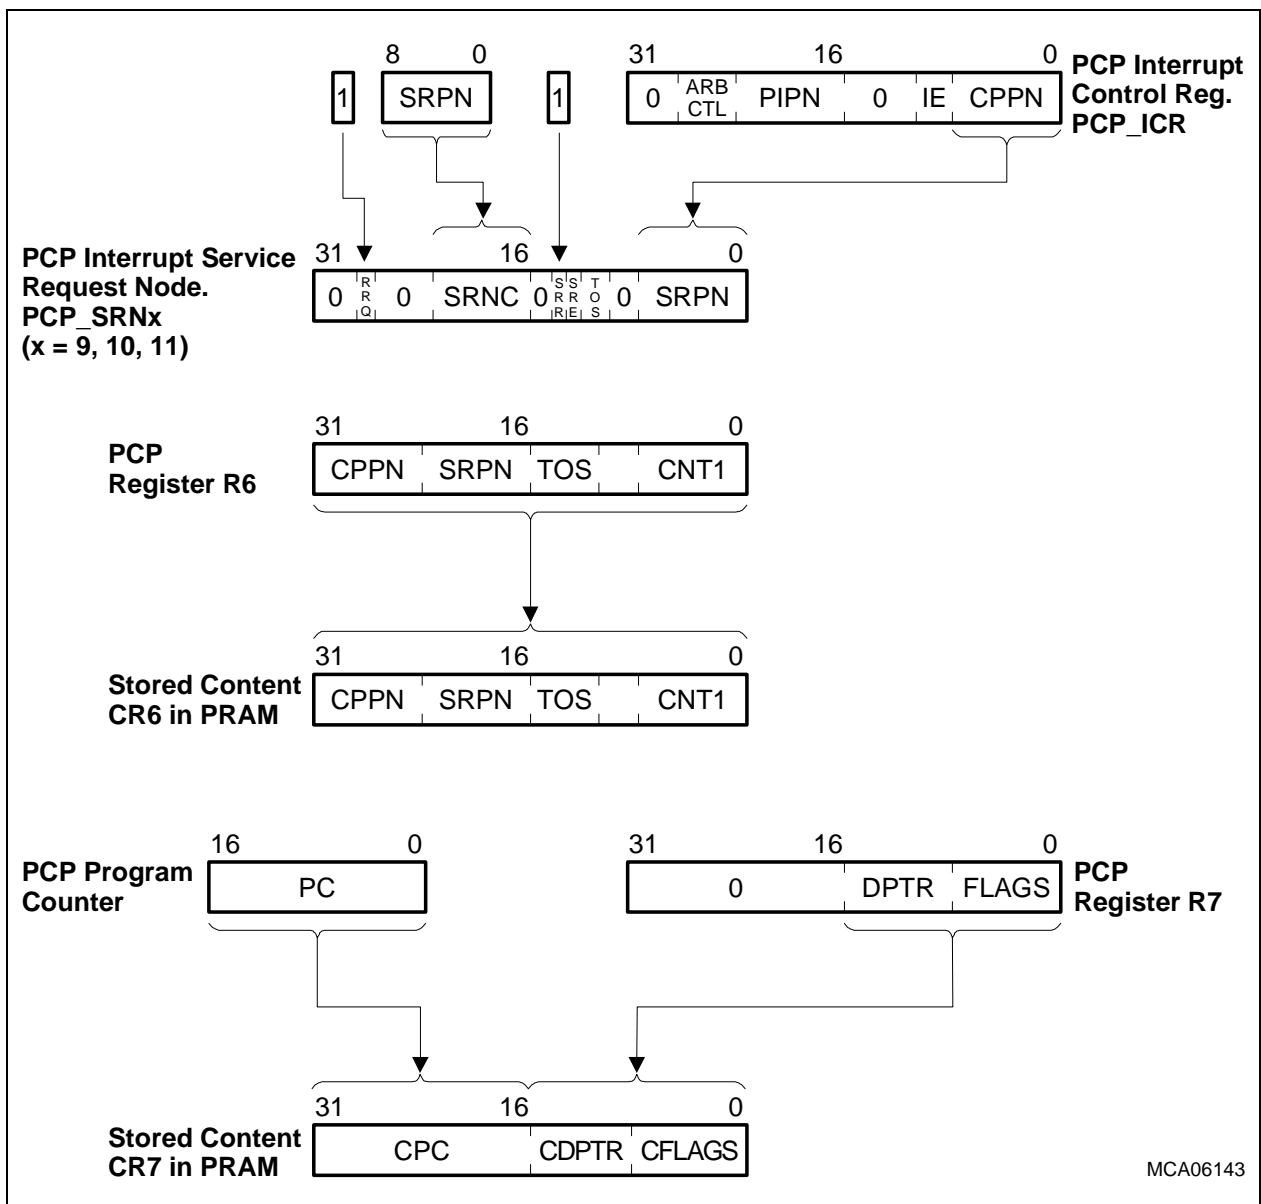 8 0 31 16 0
1 SRPN 1 0 ARB CTL PIPN 0 IE CPPN
PCP Interrupt
Control Reg.
PCP_ICR
PCP Interrupt Service
Request Node.
PCP_SRNx
(x = 9, 10, 11)
31 16 0
0 RRQ 0 SRNC 0 SRR SRE TOS 0 SRPN
31 16 0
PCP
Register R6
CPPN SRPN TOS CNT1
31 16 0
Stored Content
CR6 in PRAM
CPPN SRPN TOS CNT1
16 0 31 16 0
PCP Program
Counter
PC
0 DPTR FLAGS
PCP
Register R7
31 16 0
Stored Content
CR7 in PRAM
CPC CDPTR CFLAGS
MCA06143